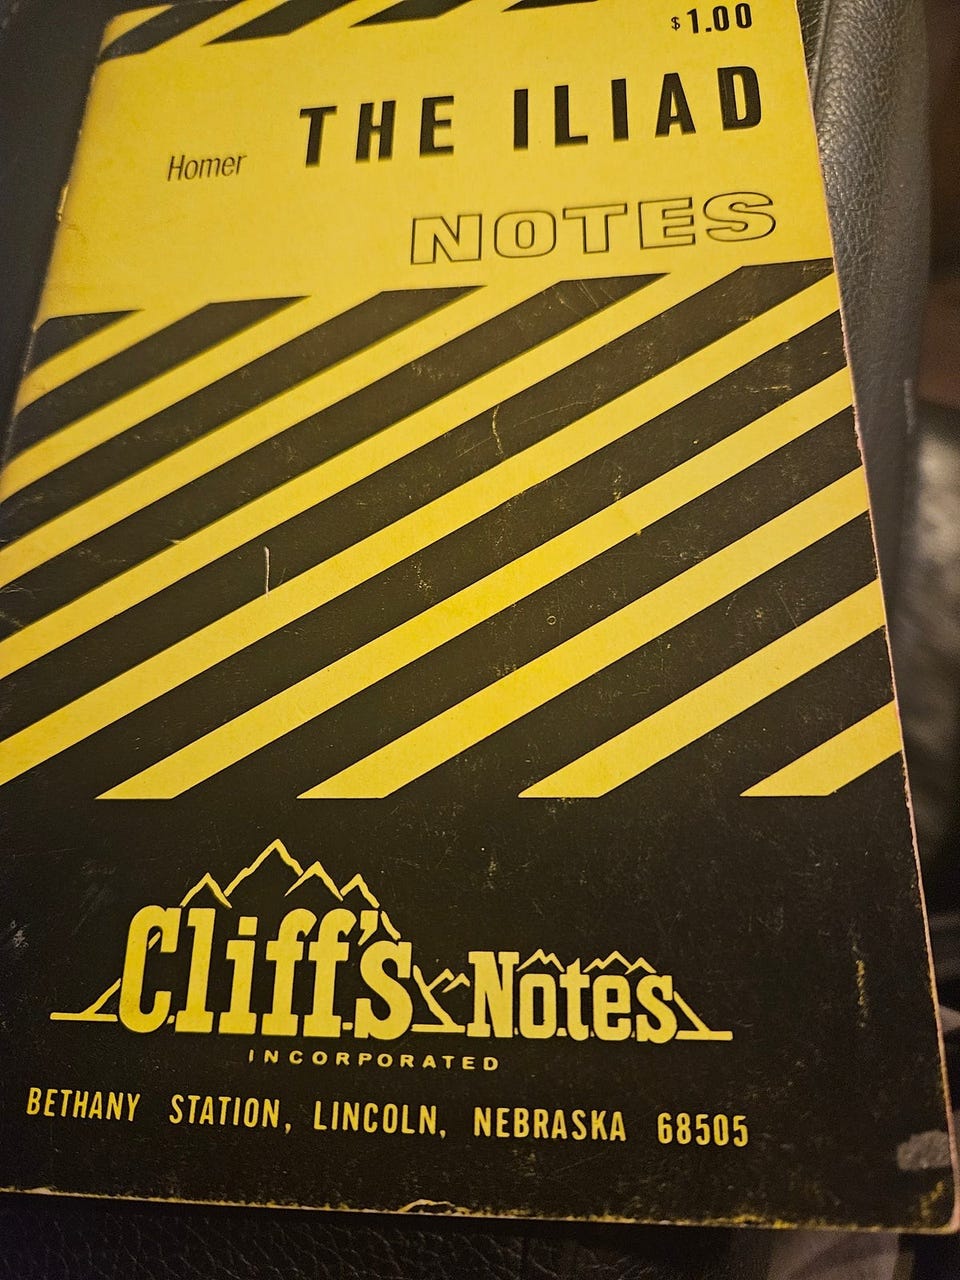 $1.00
THE ILIAD
Homer
NOTES
Cliff's Notes
INCORPORATED
BETHANY STATION, LINCOLN, NEBRASKA 68505